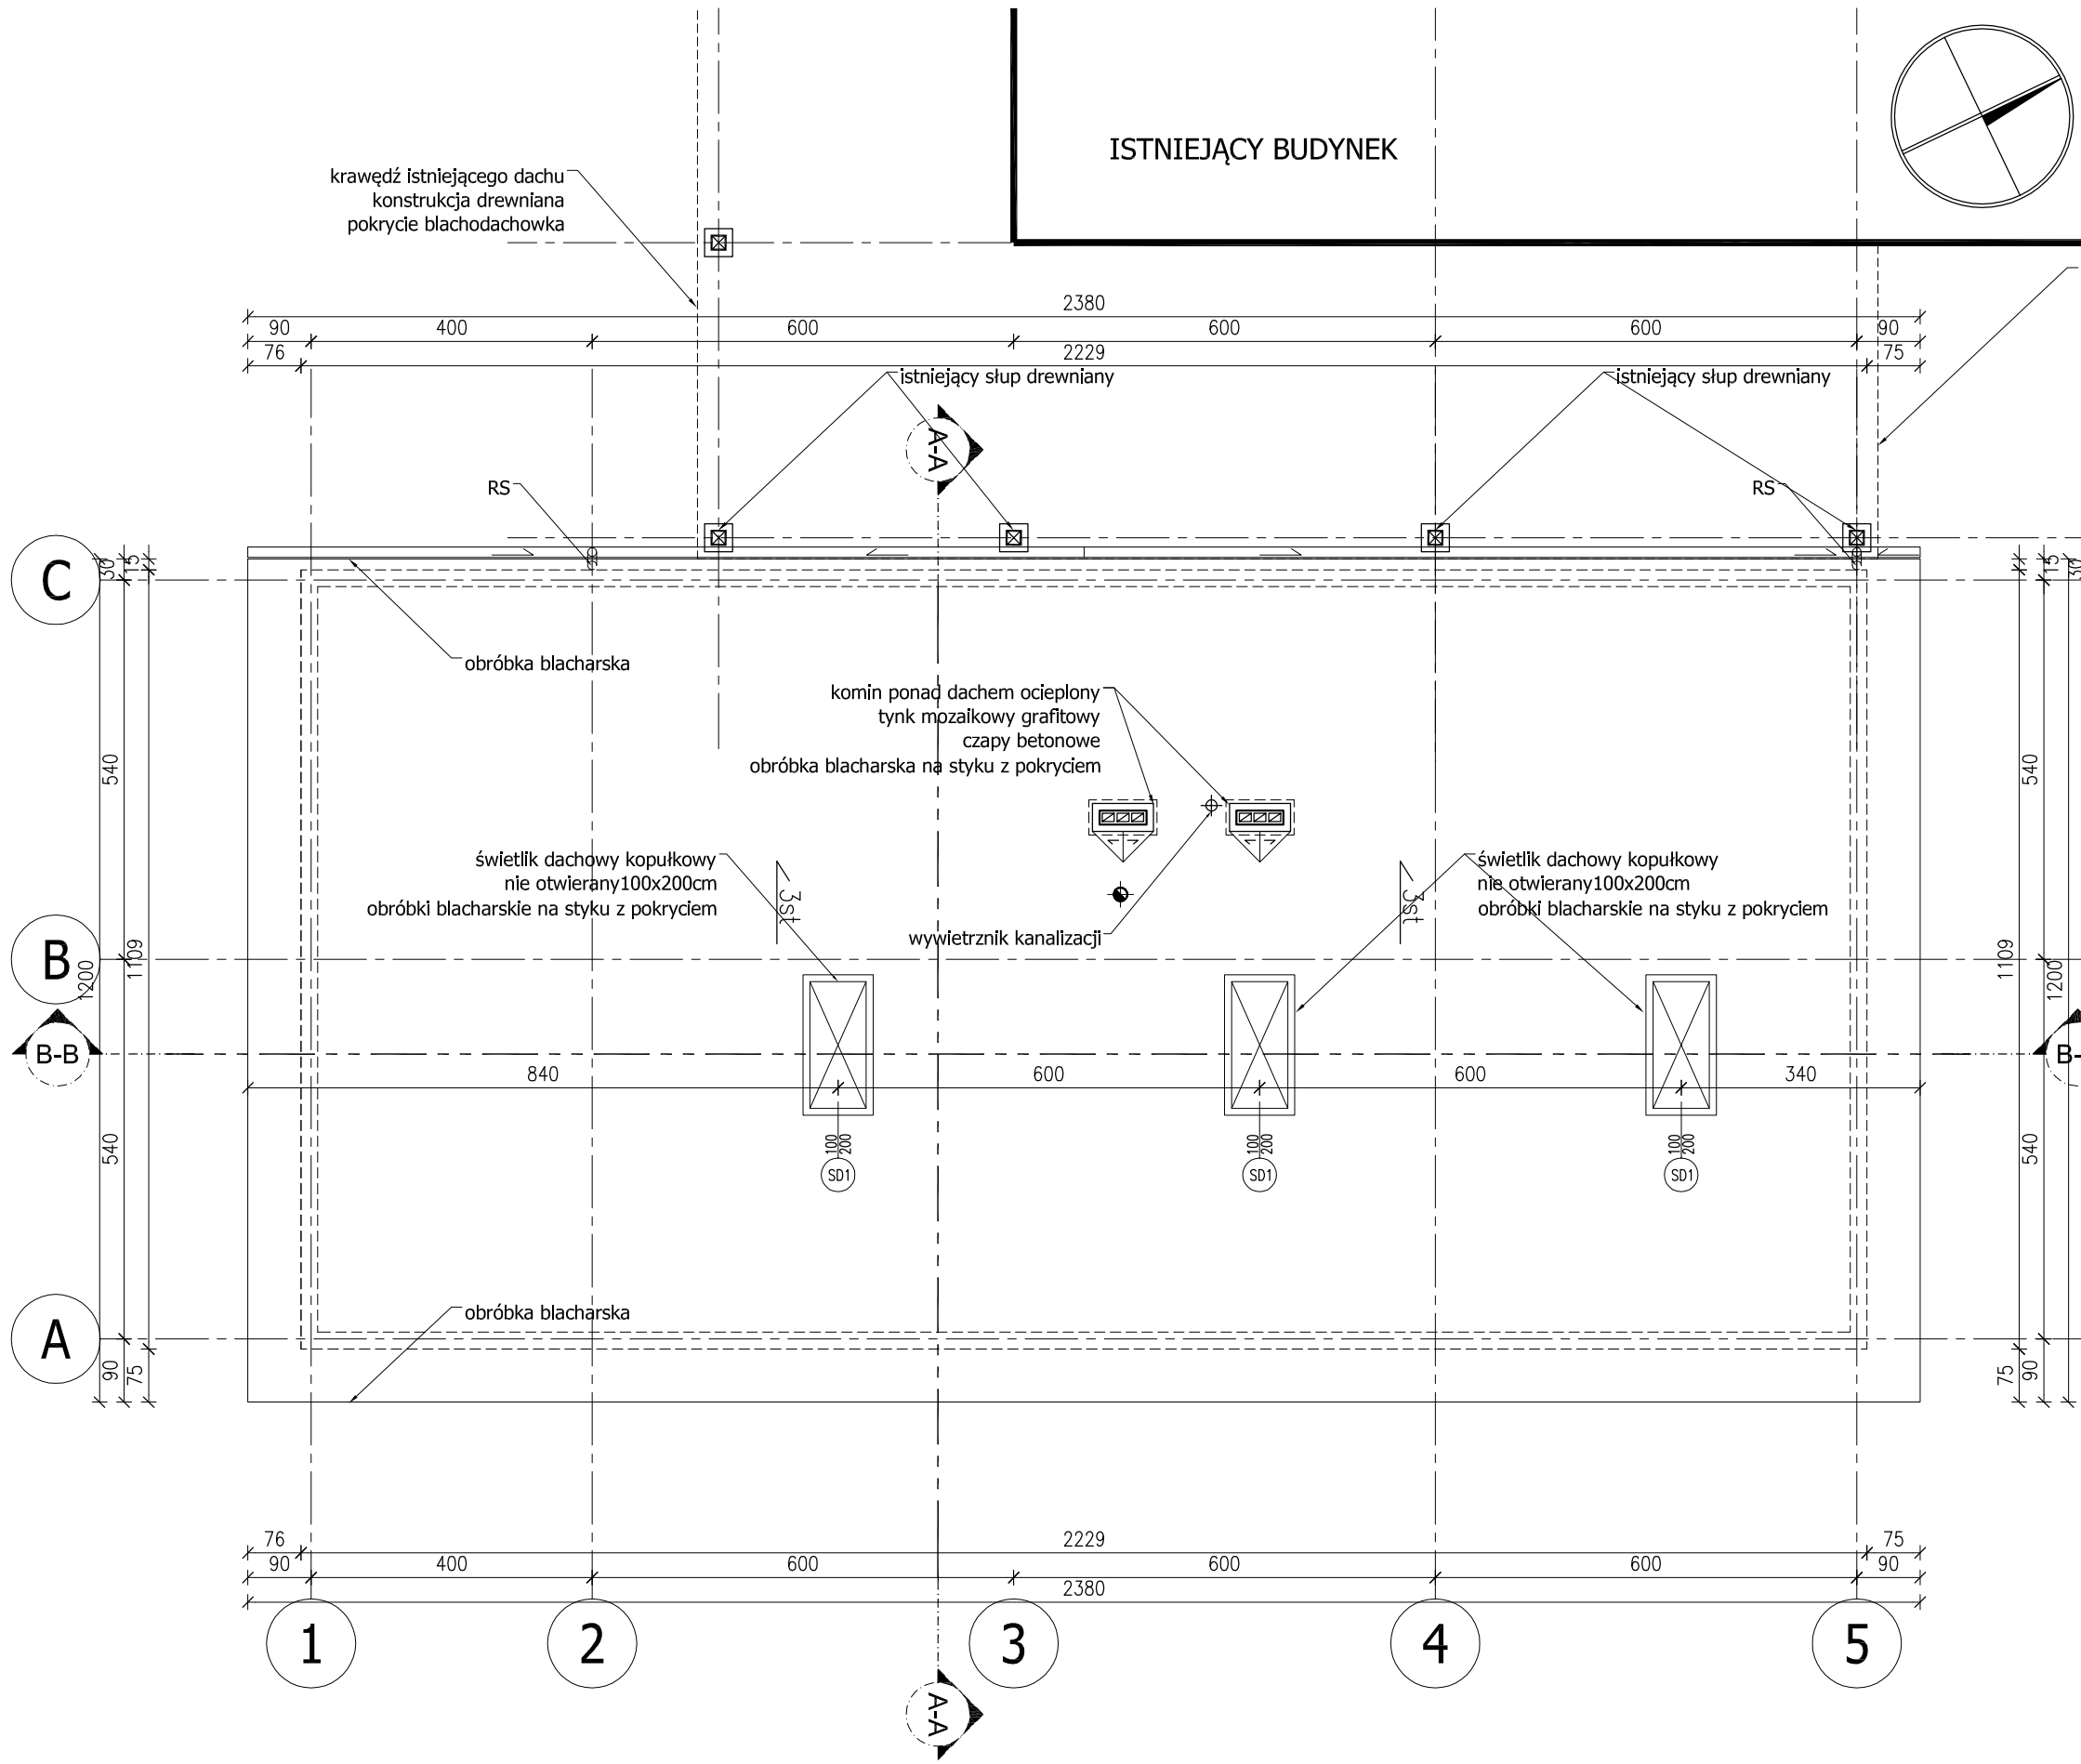 ISTNIEJĄCY BUDYNEK
krawędź istniejącego dachu
konstrukcja drewniana
pokrycie blachodachowka
2380
90 400 600 600 600 90
76 2229 75
istniejący słup drewniany
istniejący słup drewniany
A-A
RS
RS
C
30
15
15
30
obróbka blacharska
komin ponad dachem ocieplony
tynk mozaikowy grafitowy
czapy betonowe
obróbka blacharska na styku z pokryciem
540
540
świetlik dachowy kopułkowy
nie otwierany100x200cm
obróbki blacharskie na styku z pokryciem
3st
3st
świetlik dachowy kopułkowy
nie otwierany100x200cm
obróbki blacharskie na styku z pokryciem
wywietrznik kanalizacji
B
1200
1109
1109
1200
B-B
B-
840 600 600 340
540
540
100
200
SD1
100
200
SD1
100
200
SD1
obróbka blacharska
A
90
75
75
90
76 2229 75
90 400 600 600 600 90
2380
1 2 3 4 5
A-A